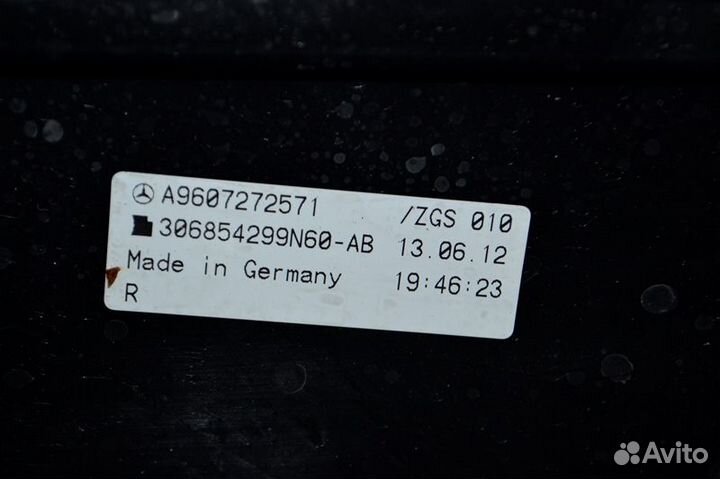 A9607272571 /ZGS 010
306854299N60-AB 13.06.12
Made in Germany 19:46:23
R
Avito